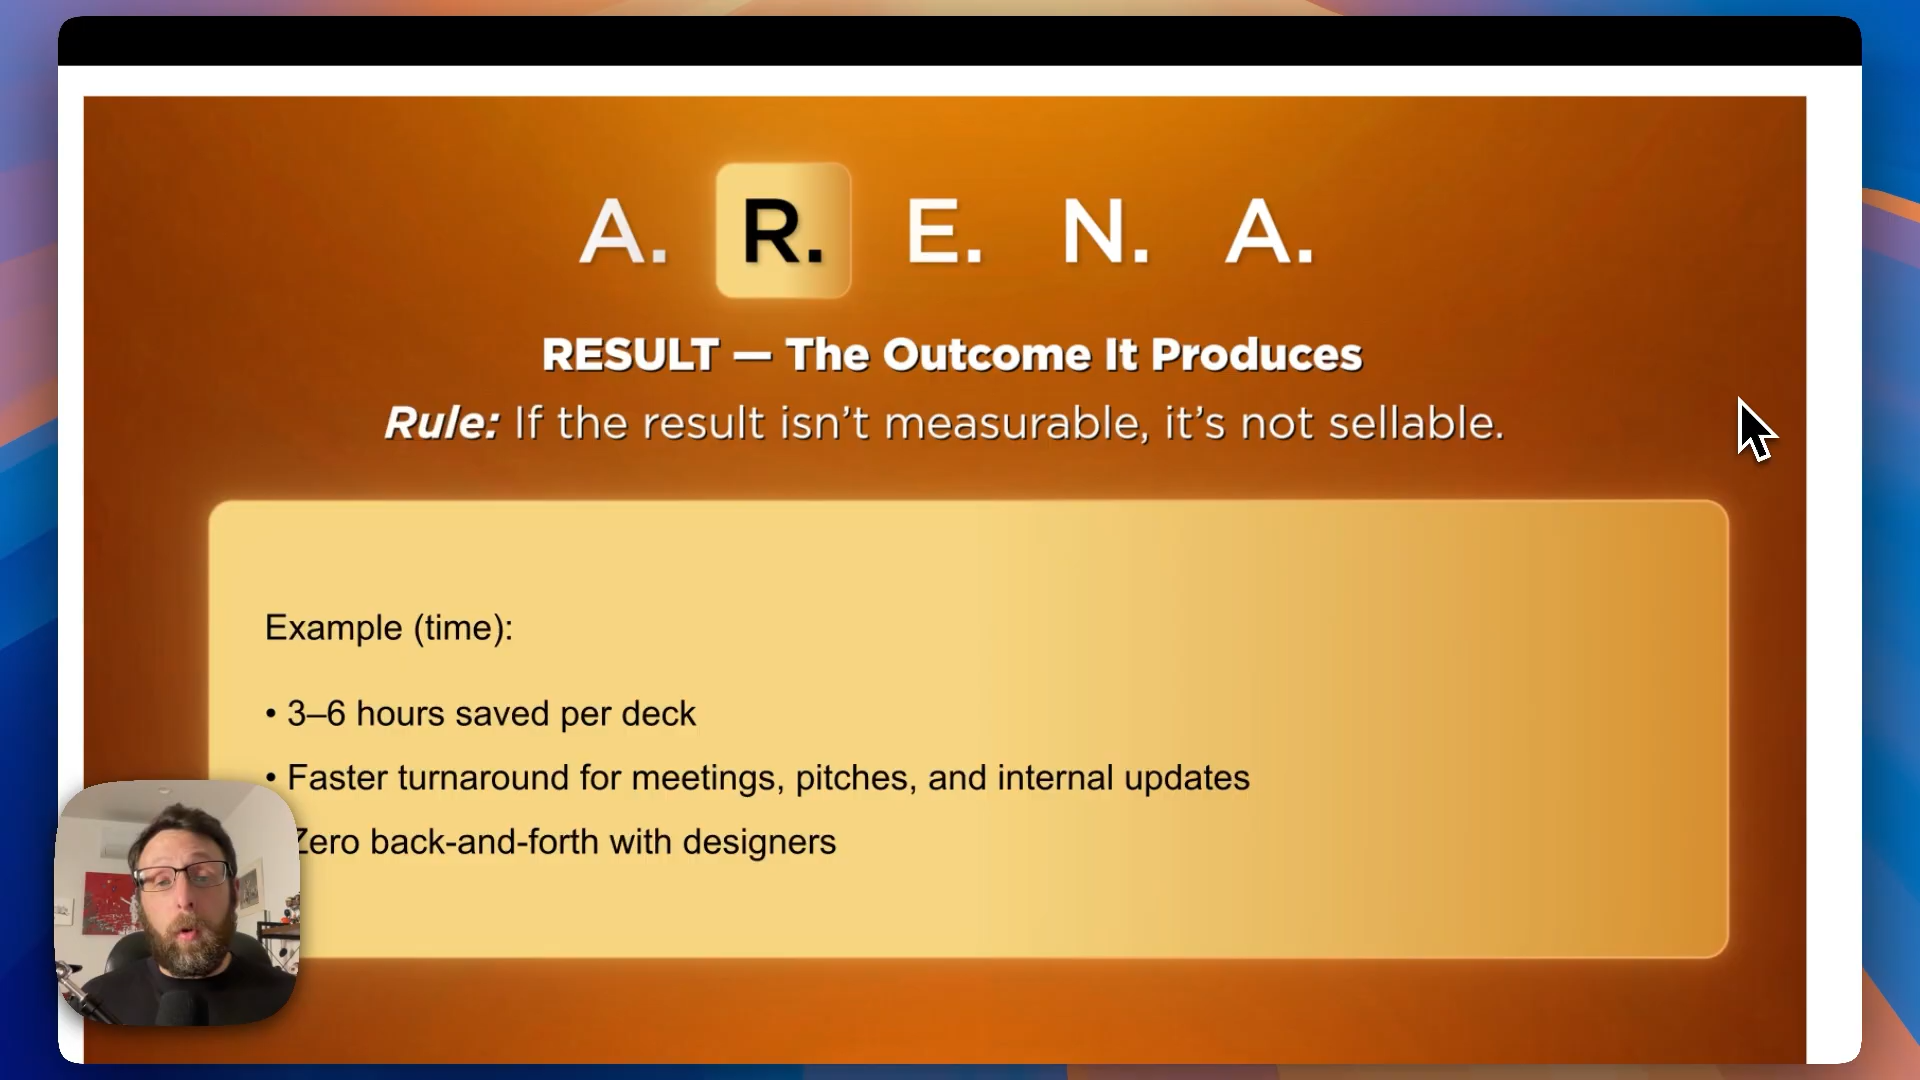 A. R. E. N. A.
RESULT — The Outcome It Produces
Rule: If the result isn't measurable, it's not sellable.
Example (time):
• 3–6 hours saved per deck
• Faster turnaround for meetings, pitches, and internal updates
Zero back-and-forth with designers